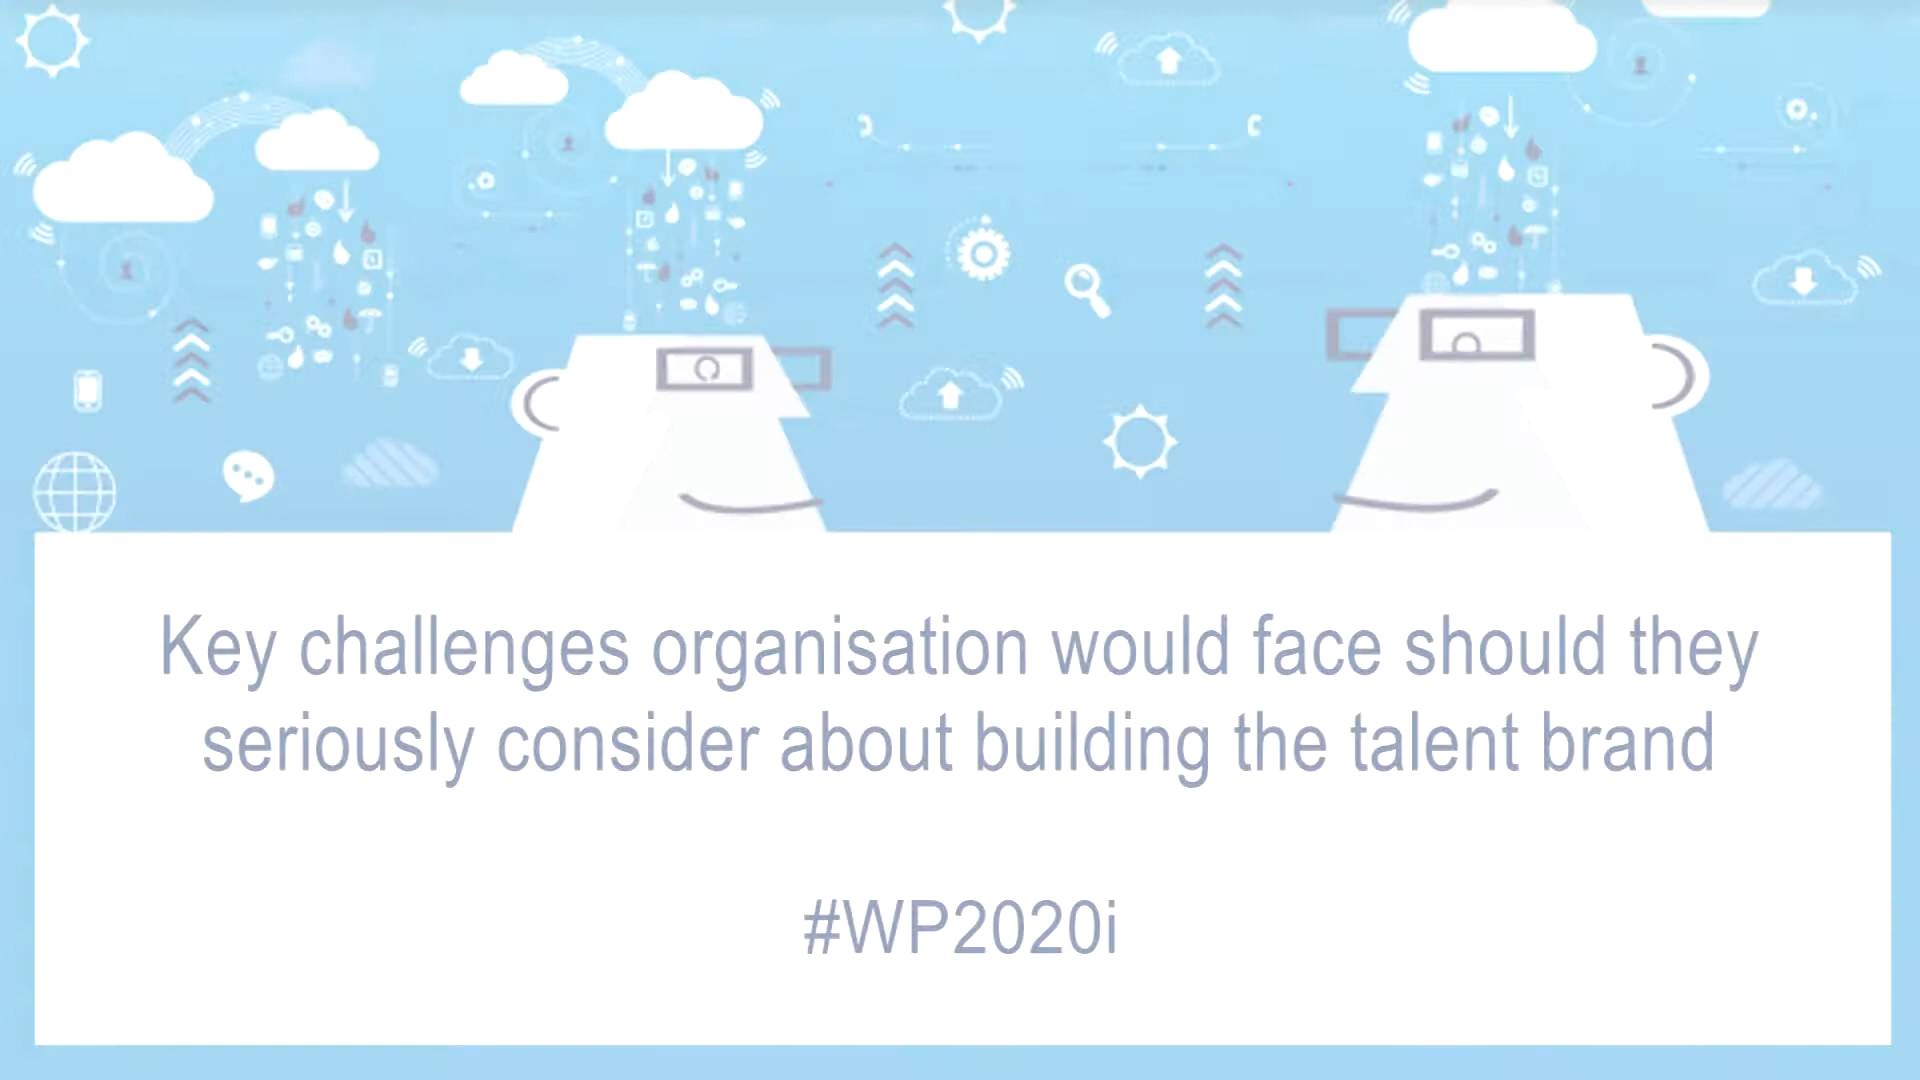 Key challenges organisation would face should they
seriously consider about building the talent brand
#WP2020i